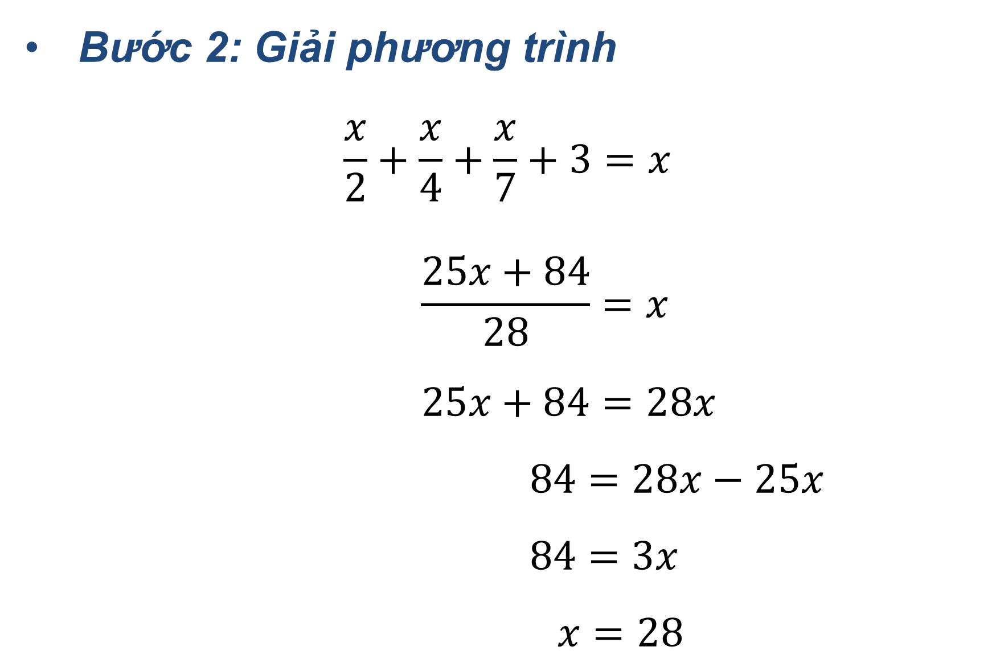 • Bước 2: Giải phương trình
x/2 + x/4 + x/7 + 3 = x
(25x + 84)/28 = x
25x + 84 = 28x
84 = 28x − 25x
84 = 3x
x = 28